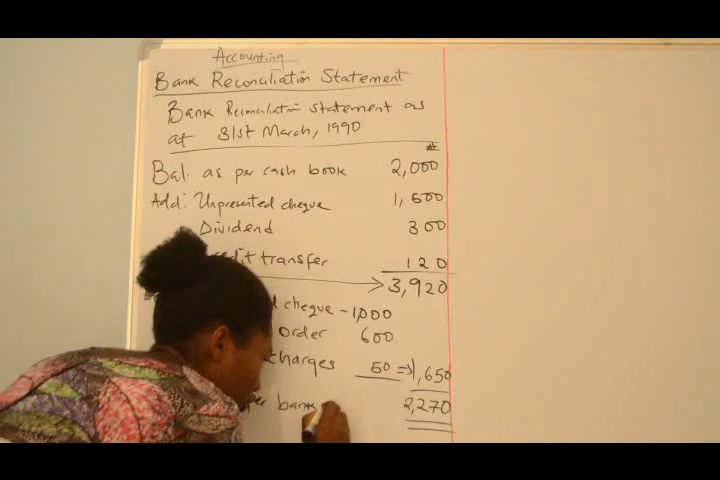 Accounting
Bank Reconciliation Statement
Bank Reconciliation statement as
at 31st March, 1990
₦
Bal. as per cash book 2,000
Add: Unpresented cheque 1,500
Dividend 300
transfer 120
3,920
cheque - 1,000
order 600
charges 50 ⇒ 1,650
per bank 2,270